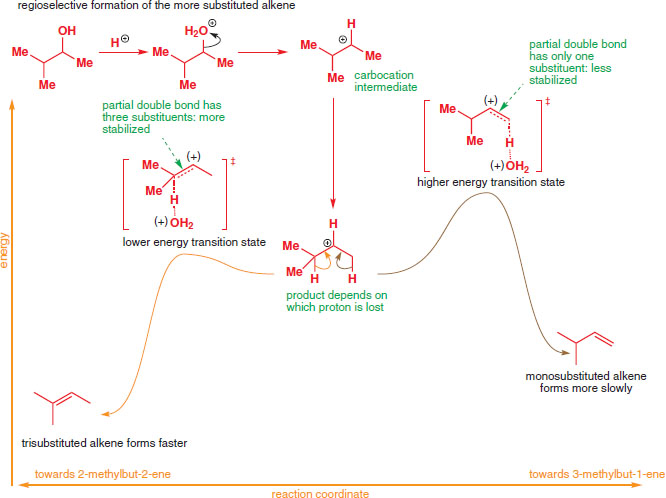 regioselective formation of the more substituted alkene
OH
Me
Me
Me
H⊕
H₂O⊕
Me
Me
Me
H
Me
⊕
Me
Me
carbocation
intermediate
partial double bond
has only one
substituent: less
stabilized
(+)
‡
Me
Me
H
(+) OH₂
higher energy transition state
partial double bond has
three substituents: more
stabilized
(+)
‡
Me
Me
H
(+) OH₂
lower energy transition state
H
⊕
Me
Me
H
H
product depends on
which proton is lost
energy
monosubstituted alkene
forms more slowly
trisubstituted alkene forms faster
towards 2-methylbut-2-ene
towards 3-methylbut-1-ene
reaction coordinate